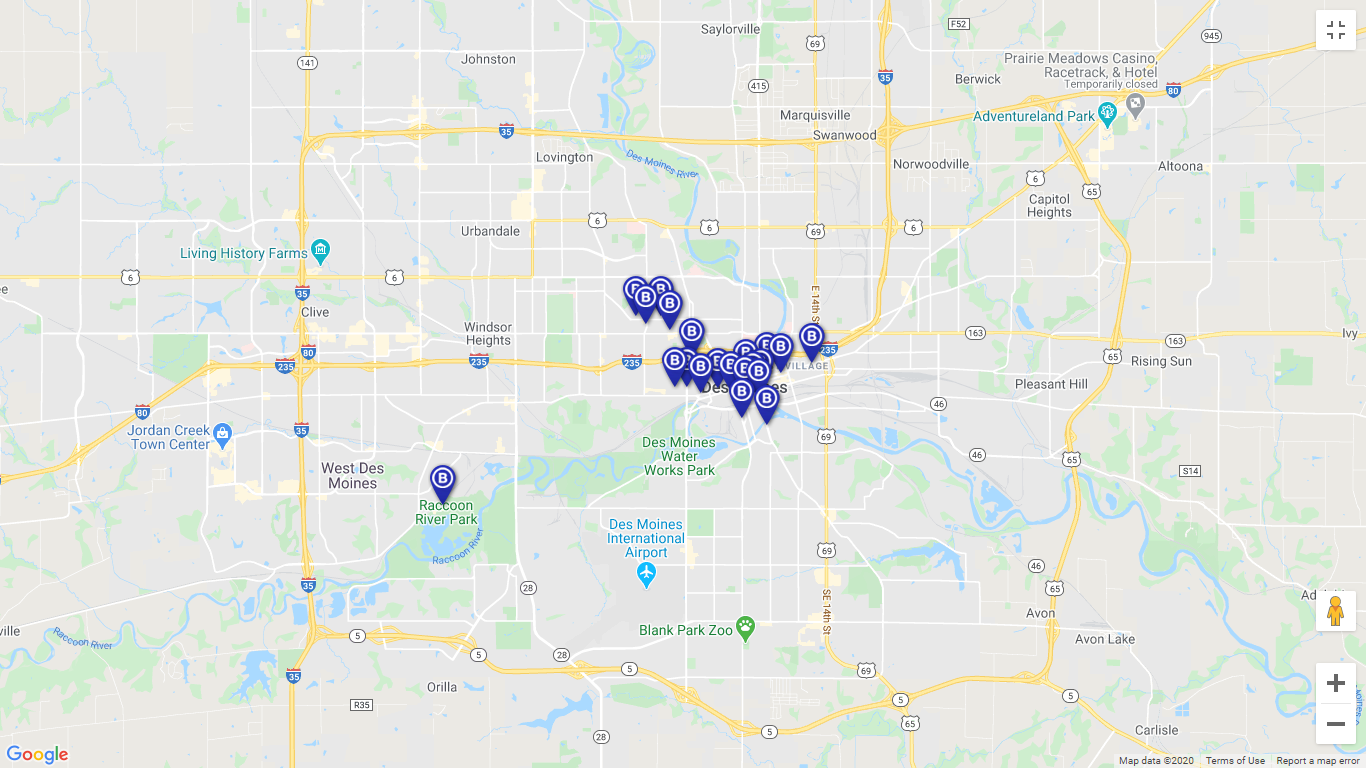 Saylorville
F52
69
945
141
Johnston
Prairie Meadows Casino,
Racetrack, & Hotel
Temporarily closed
Berwick
35
415
80
Marquisville
Adventureland Park
35
Swanwood
Lovington
Des Moines River
Norwoodville
Altoona
6
65
Capitol
Heights
6
6
69
6
Urbandale
Living History Farms
6
6
35
E 14th St
Clive
B
B
B
B
Windsor
Heights
B
B
163
163
Ivy
80
235
235
235
235
B
B
B
B
B
B
B
B
B
65
Rising Sun
VILLAGE
Pleasant Hill
B
B
46
80
35
Jordan Creek
Town Center
69
Des Moines
Water
Works Park
46
65
S14
West Des
Moines
B
Raccoon
River Park
Des Moines
International
Airport
Raccoon River
69
46
35
28
65
SE 14th St
Avon
Blank Park Zoo
Raccoon River
5
Avon Lake
5
28
5
69
35
Orilla
5
5
R35
65
28
5
Carlisle
Google
Map data ©2020
Terms of Use
Report a map error